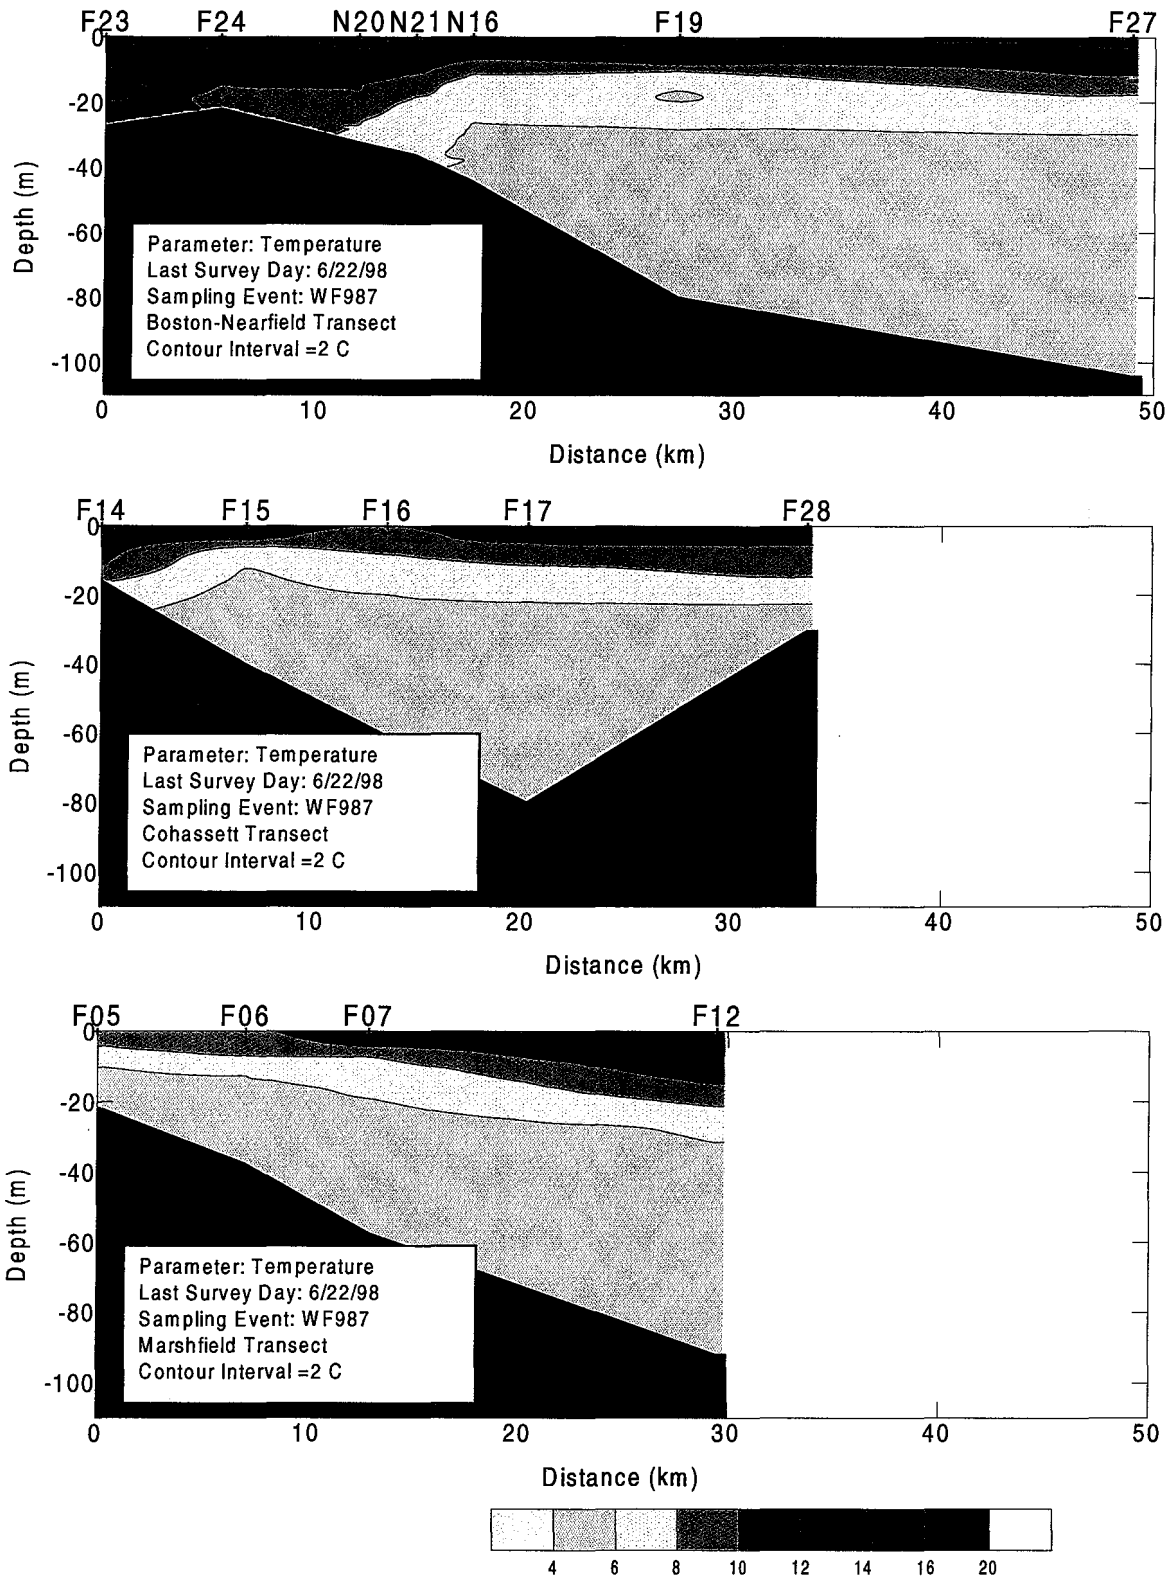 F23 F24 N20 N21 N16 F19 F27
0
-20
-40
-60
-80
-100
Depth (m)
Parameter: Temperature
Last Survey Day: 6/22/98
Sampling Event: WF987
Boston-Nearfield Transect
Contour Interval =2 C
0 10 20 30 40 50
Distance (km)
F14 F15 F16 F17 F28
0
-20
-40
-60
-80
-100
Depth (m)
Parameter: Temperature
Last Survey Day: 6/22/98
Sampling Event: WF987
Cohassett Transect
Contour Interval =2 C
0 10 20 30 40 50
Distance (km)
F05 F06 F07 F12
0
-20
-40
-60
-80
-100
Depth (m)
Parameter: Temperature
Last Survey Day: 6/22/98
Sampling Event: WF987
Marshfield Transect
Contour Interval =2 C
0 10 20 30 40 50
Distance (km)
4 6 8 10 12 14 16 20